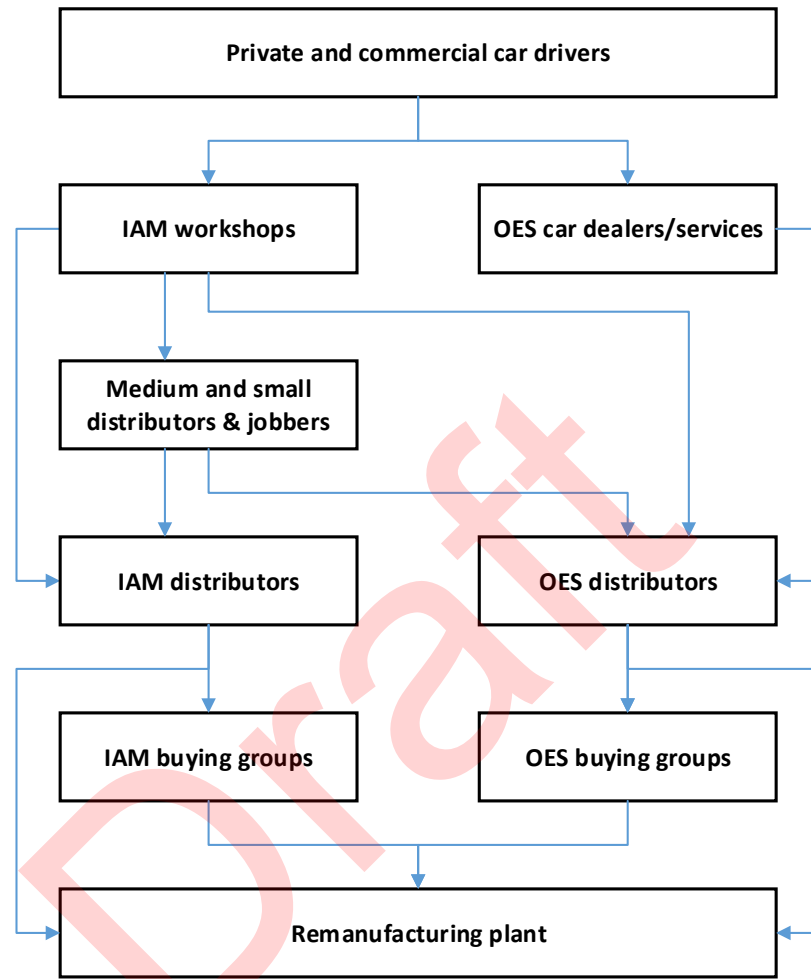 Private and commercial car drivers
IAM workshops
OES car dealers/services
Medium and small
distributors & jobbers
IAM distributors
OES distributors
IAM buying groups
OES buying groups
Remanufacturing plant
Draft